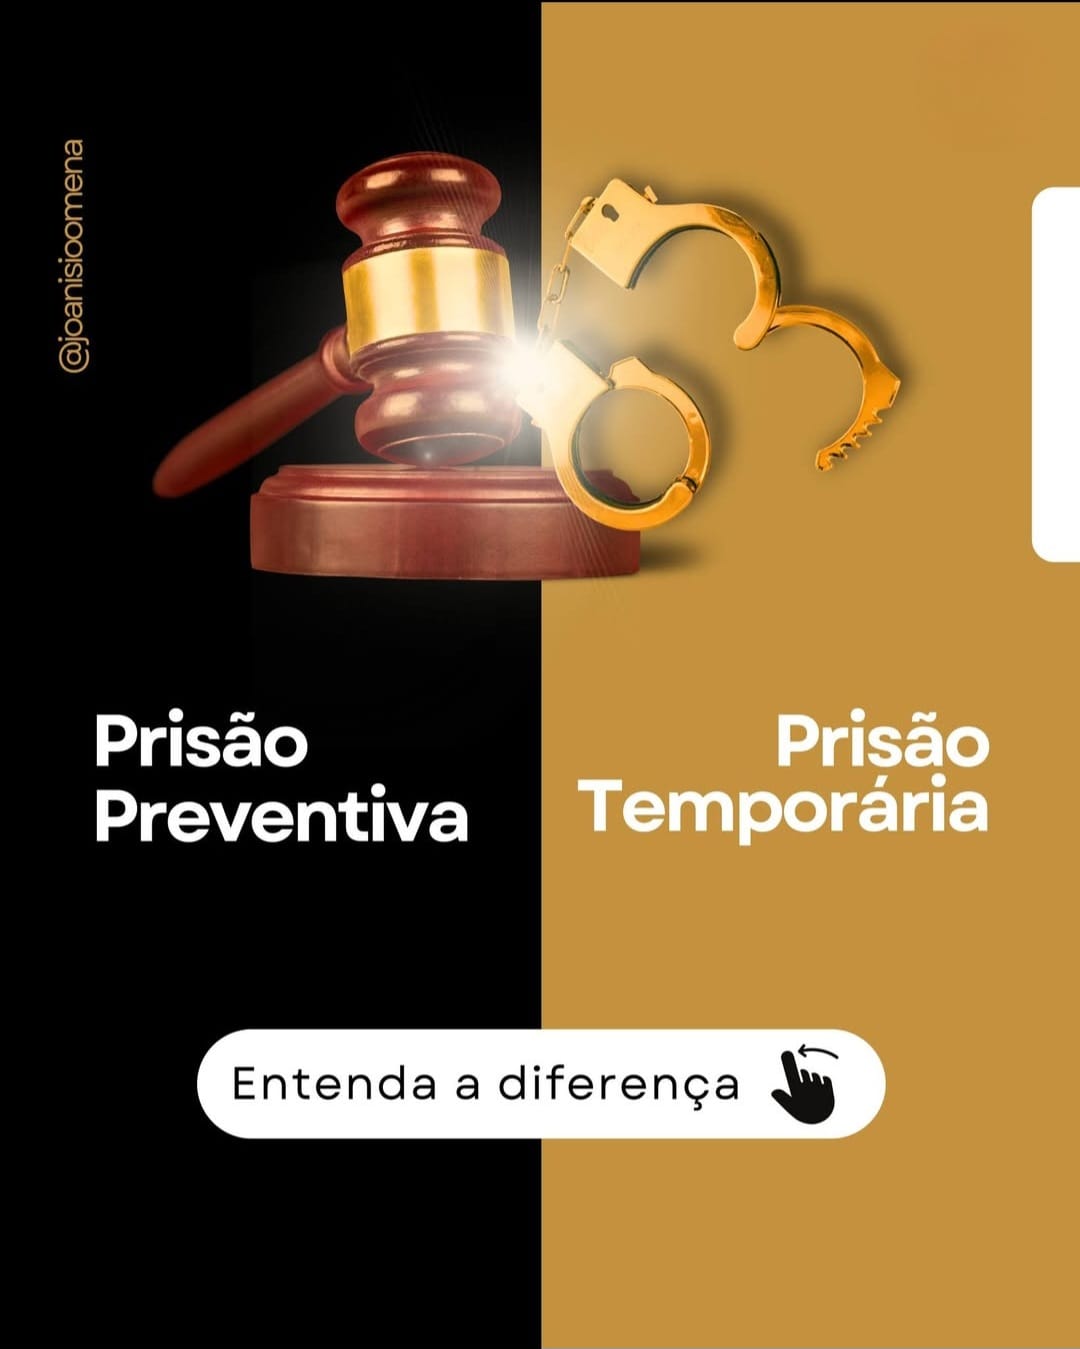 @joanisioomena
Prisão
Preventiva
Prisão
Temporária
Entenda a diferença